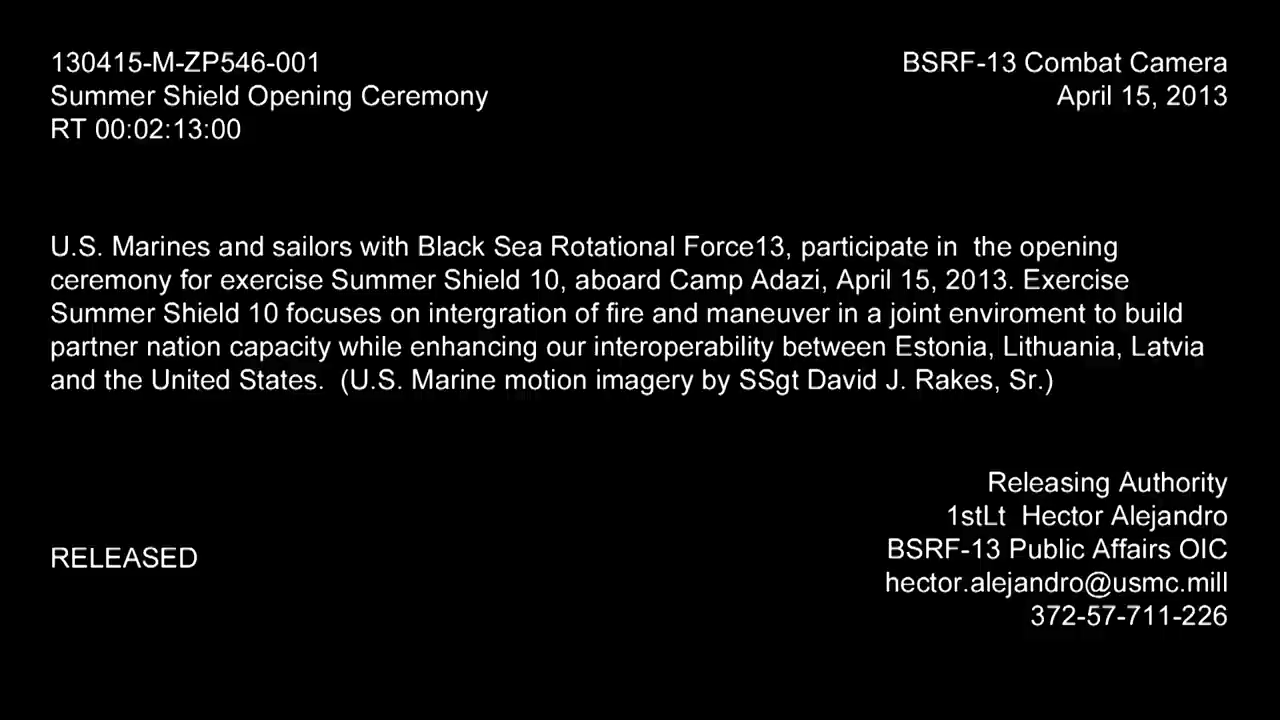 130415-M-ZP546-001
Summer Shield Opening Ceremony
RT 00:02:13:00
BSRF-13 Combat Camera
April 15, 2013
U.S. Marines and sailors with Black Sea Rotational Force13, participate in  the opening
ceremony for exercise Summer Shield 10, aboard Camp Adazi, April 15, 2013. Exercise
Summer Shield 10 focuses on intergration of fire and maneuver in a joint enviroment to build
partner nation capacity while enhancing our interoperability between Estonia, Lithuania, Latvia
and the United States.  (U.S. Marine motion imagery by SSgt David J. Rakes, Sr.)
RELEASED
Releasing Authority
1stLt  Hector Alejandro
BSRF-13 Public Affairs OIC
hector.alejandro@usmc.mill
372-57-711-226